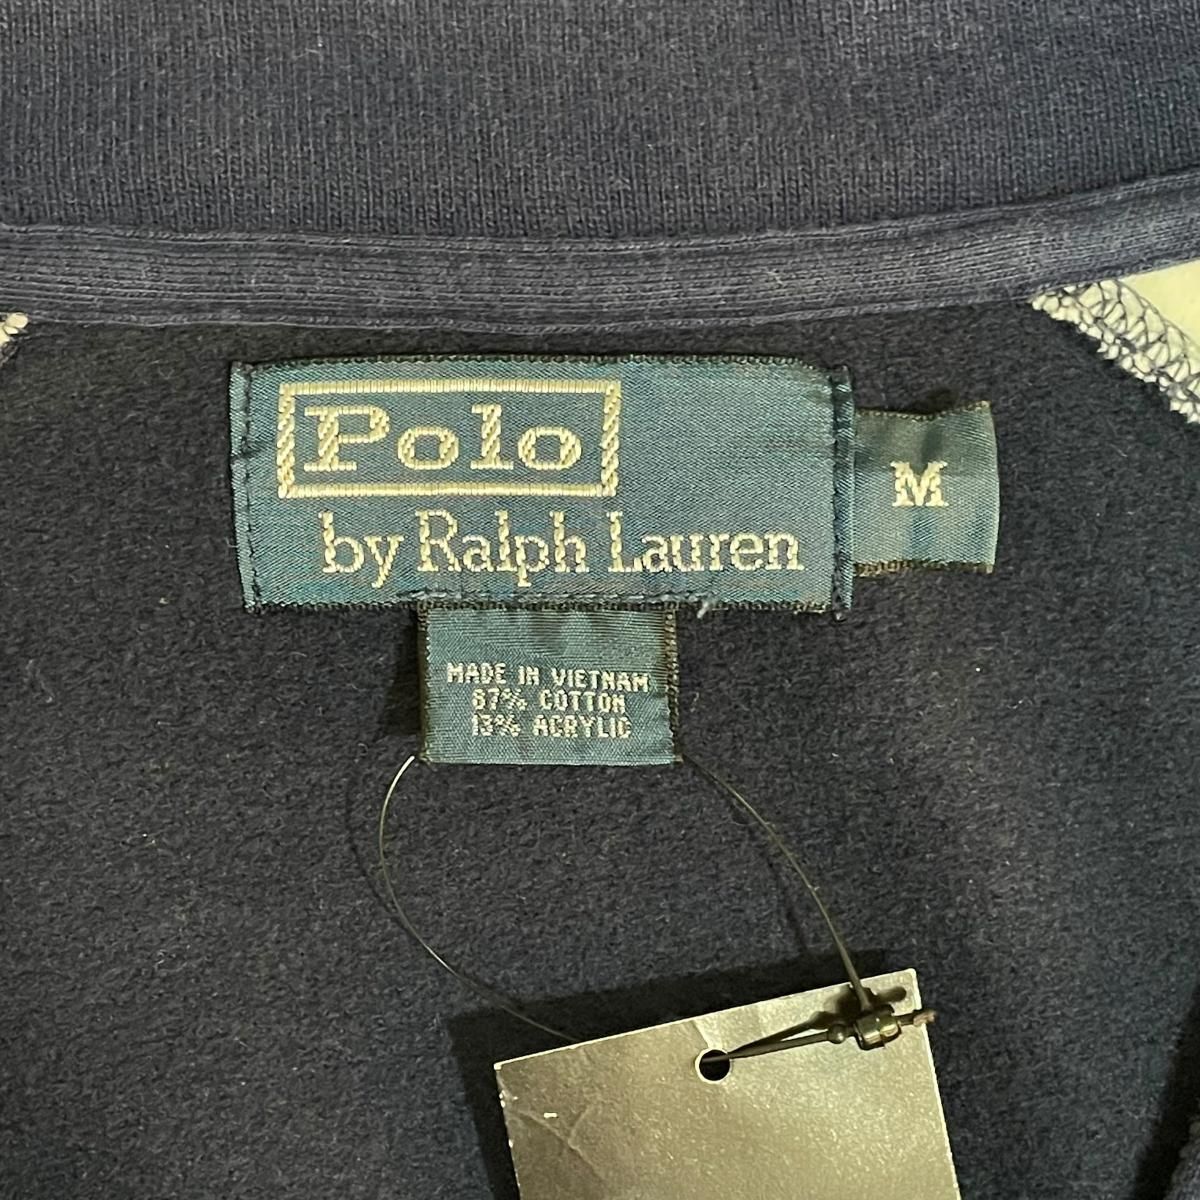 Polo
by Ralph Lauren
M
MADE IN VIETNAM
87% COTTON
13% ACRYLIC